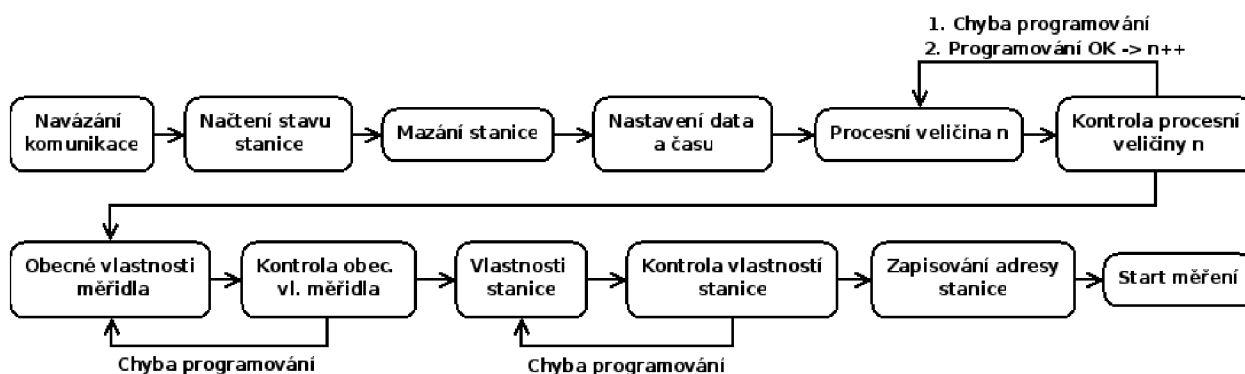 1. Chyba programování
2. Programování OK -> n++
Navázání
komunikace
Načtení stavu
stanice
Mazání stanice
Nastavení data
a času
Procesní veličina n
Kontrola procesní
veličiny n
Obecné vlastnosti
měřidla
Kontrola obec.
vl. měřidla
Vlastnosti
stanice
Kontrola vlastností
stanice
Zapisování adresy
stanice
Start měření
Chyba programování
Chyba programování